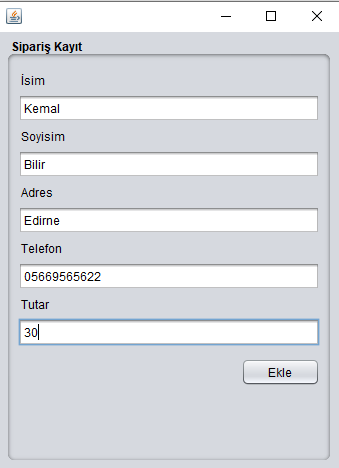 Sipariş Kayıt
İsim
Kemal
Soyisim
Bilir
Adres
Edirne
Telefon
05669565622
Tutar
30
Ekle